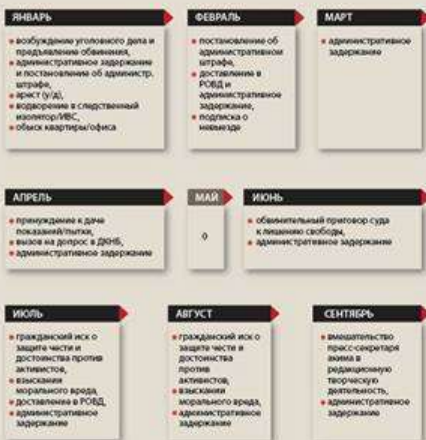 ЯНВАРЬ
• возбуждение уголовного дела и
предъявление обвинения,
• административное задержание
и постановление об администр.
штрафе,
• арест (у/д),
• водворение в следственный
изолятор/ИВС,
• обыск квартиры/офиса
ФЕВРАЛЬ
• постановление об
административном
штрафе,
• доставление в
РОВД и
административное
задержание,
• подписка о
невыезде
МАРТ
• административное
задержание
АПРЕЛЬ
• принуждение к даче
показаний/пытки,
• вызов на допрос в ДКНБ,
• административное задержание
МАЙ
0
ИЮНЬ
• обвинительный приговор суда
к лишению свободы,
• административное задержание
ИЮЛЬ
• гражданский иск о
защите чести и
достоинства против
активистов,
• взыскании
морального вреда,
• доставление в РОВД,
• административное
задержание
АВГУСТ
• гражданский иск о
защите чести и
достоинства
против
активистов,
• взыскании
морального вреда,
• административное
задержание
СЕНТЯБРЬ
• вмешательство
пресс-секретаря
акима в
редакционную
творческую
деятельность,
• административное
задержание